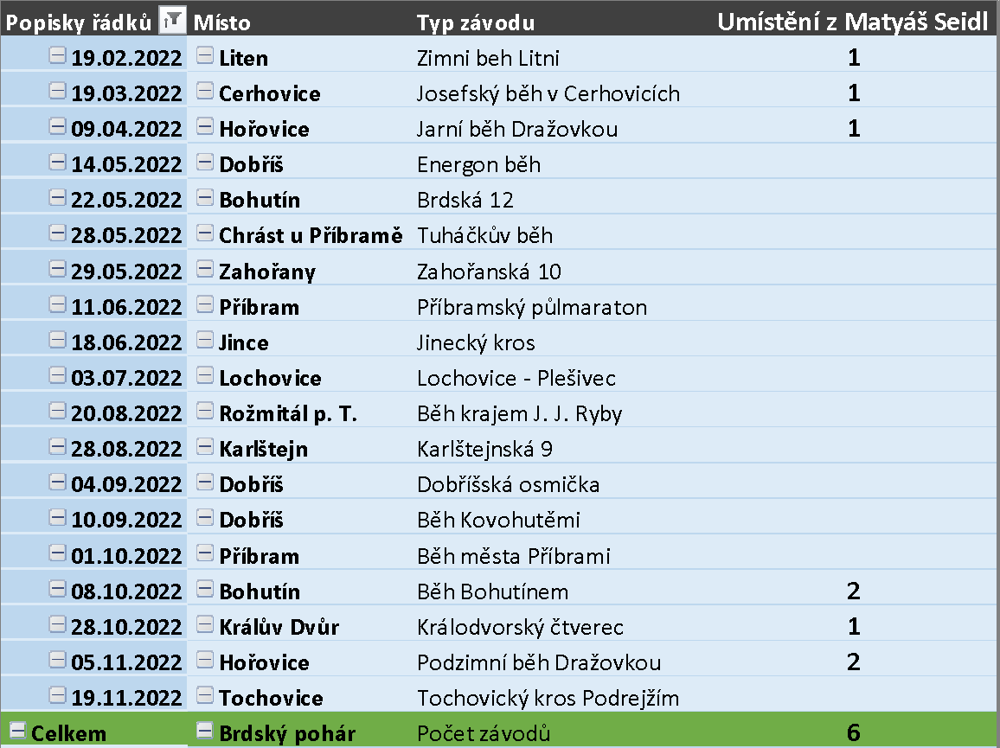 Popisky řádků Místo Typ závodu Umístění z Matyáš Seidl
19.02.2022 Liten Zimni beh Litni 1
19.03.2022 Cerhovice Josefský běh v Cerhovicích 1
09.04.2022 Hořovice Jarní běh Dražovkou 1
14.05.2022 Dobříš Energon běh
22.05.2022 Bohutín Brdská 12
28.05.2022 Chrást u Příbramě Tuháčkův běh
29.05.2022 Zahořany Zahořanská 10
11.06.2022 Příbram Příbramský půlmaraton
18.06.2022 Jince Jinecký kros
03.07.2022 Lochovice Lochovice - Plešivec
20.08.2022 Rožmitál p. T. Běh krajem J. J. Ryby
28.08.2022 Karlštejn Karlštejnská 9
04.09.2022 Dobříš Dobříšská osmička
10.09.2022 Dobříš Běh Kovohutěmi
01.10.2022 Příbram Běh města Příbrami
08.10.2022 Bohutín Běh Bohutínem 2
28.10.2022 Králův Dvůr Králodvorský čtverec 1
05.11.2022 Hořovice Podzimní běh Dražovkou 2
19.11.2022 Tochovice Tochovický kros Podrejžím
Celkem Brdský pohár Počet závodů 6